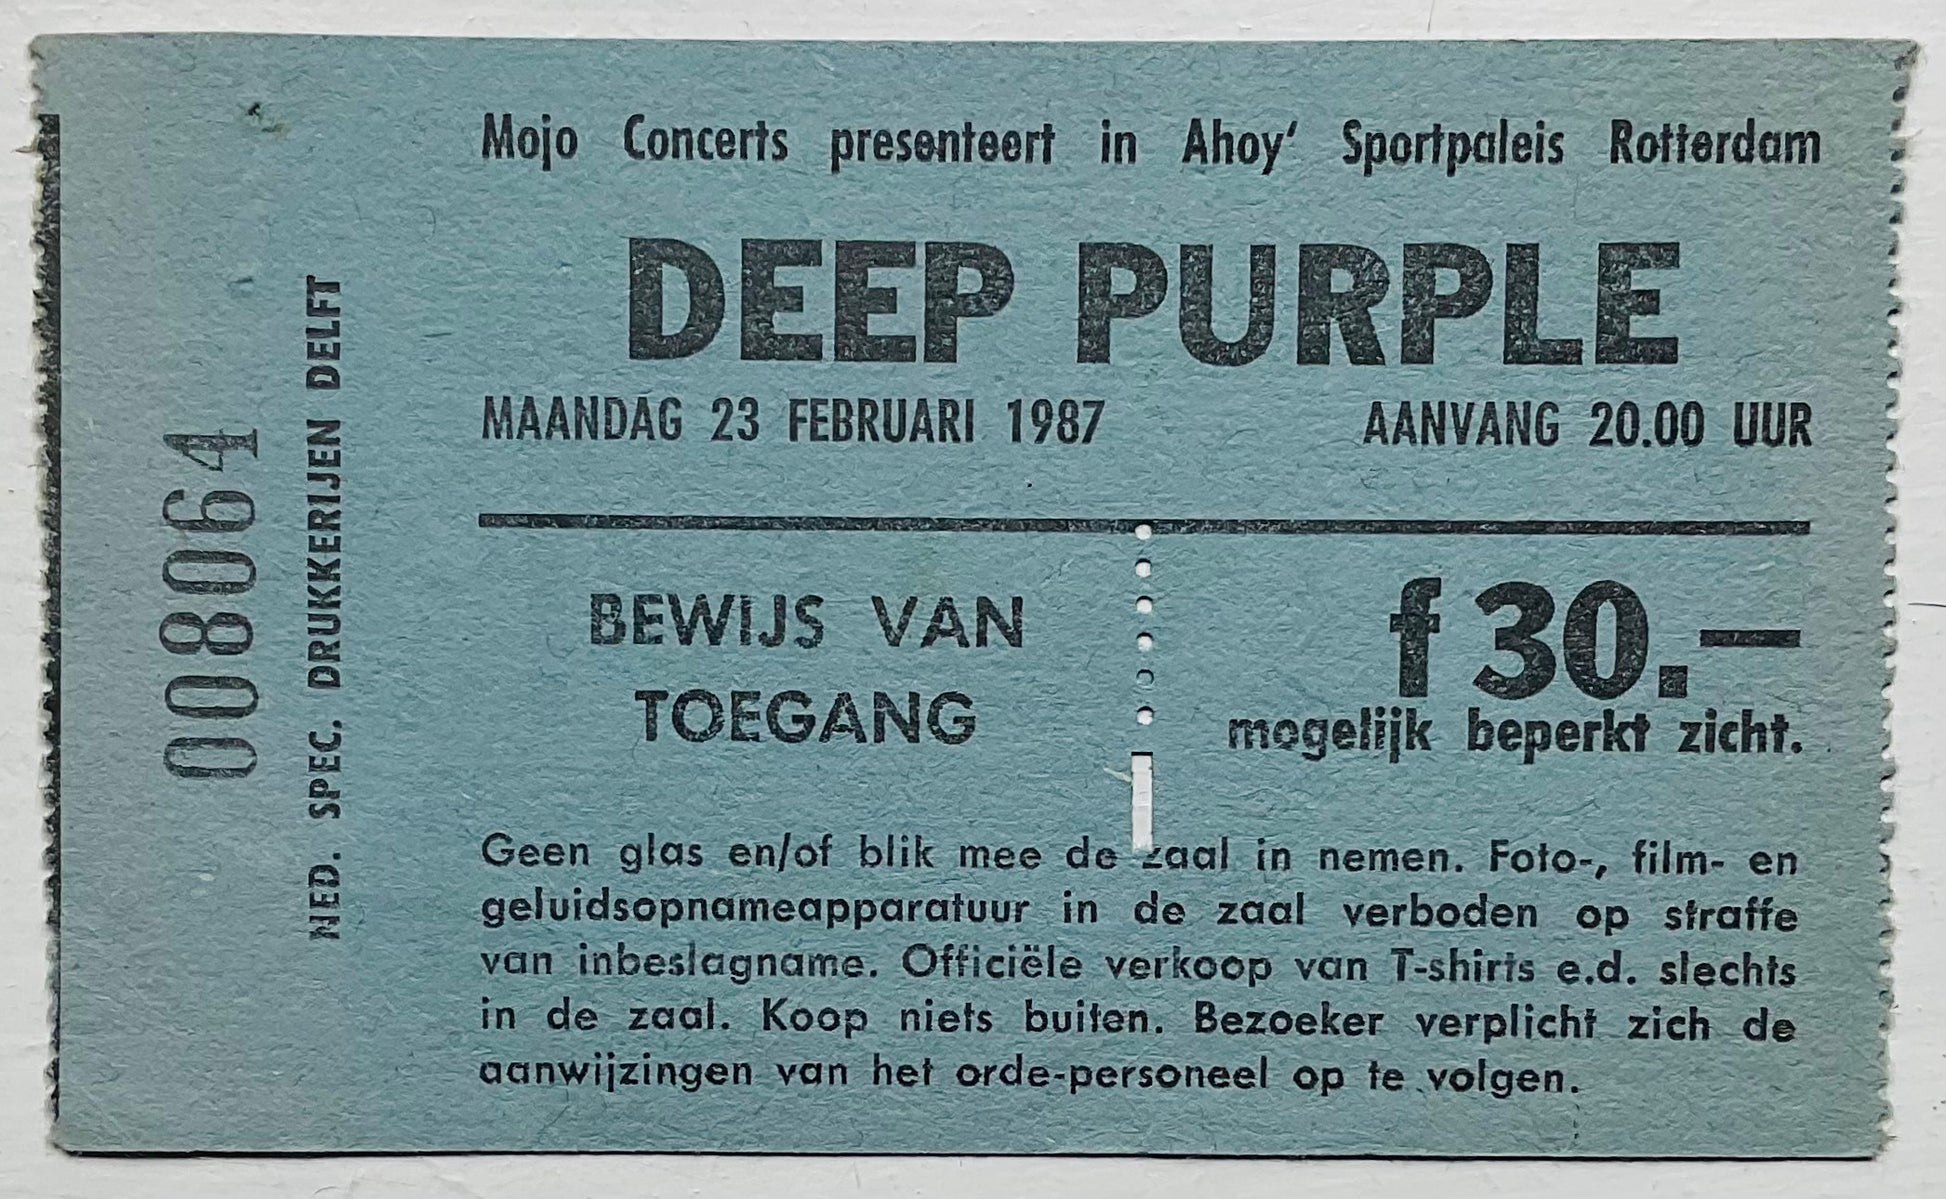 Mojo Concerts presenteert in Ahoy' Sportpaleis Rotterdam
DEEP PURPLE
MAANDAG 23 FEBRUARI 1987 AANVANG 20.00 UUR
BEWIJS VAN
TOEGANG
f 30.—
mogelijk beperkt zicht.
Geen glas en/of blik mee de zaal in nemen. Foto-, film- en
geluidsopnameapparatuur in de zaal verboden op straffe
van inbeslagname. Officiële verkoop van T-shirts e.d. slechts
in de zaal. Koop niets buiten. Bezoeker verplicht zich de
aanwijzingen van het orde-personeel op te volgen.
008064
NED. SPEC. DRUKKERIJEN DELFT